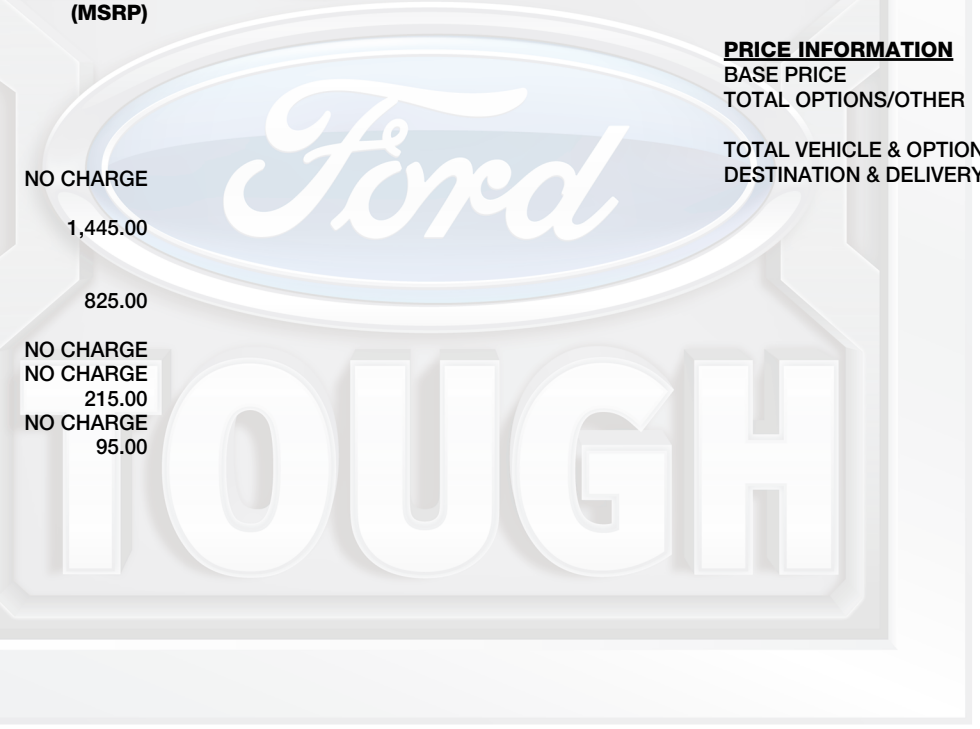 (MSRP)
NO CHARGE
1,445.00
825.00
NO CHARGE
NO CHARGE
215.00
NO CHARGE
95.00
PRICE INFORMATION
BASE PRICE
TOTAL OPTIONS/OTHER
TOTAL VEHICLE & OPTION
DESTINATION & DELIVERY
Ford
TOUGH